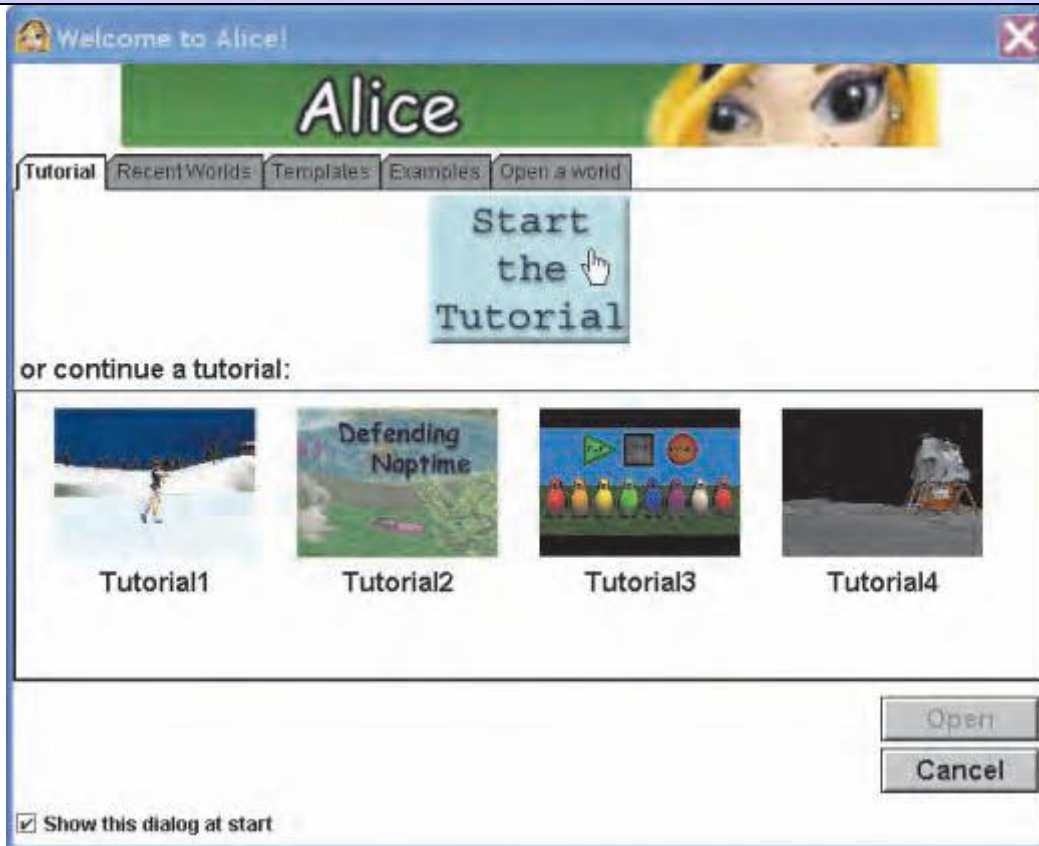 Welcome to Alice!
Alice
Tutorial Recent Worlds Templates Examples Open a world
Start
the
Tutorial
or continue a tutorial:
Defending
Naptime
Tutorial1 Tutorial2 Tutorial3 Tutorial4
Open
Cancel
Show this dialog at start